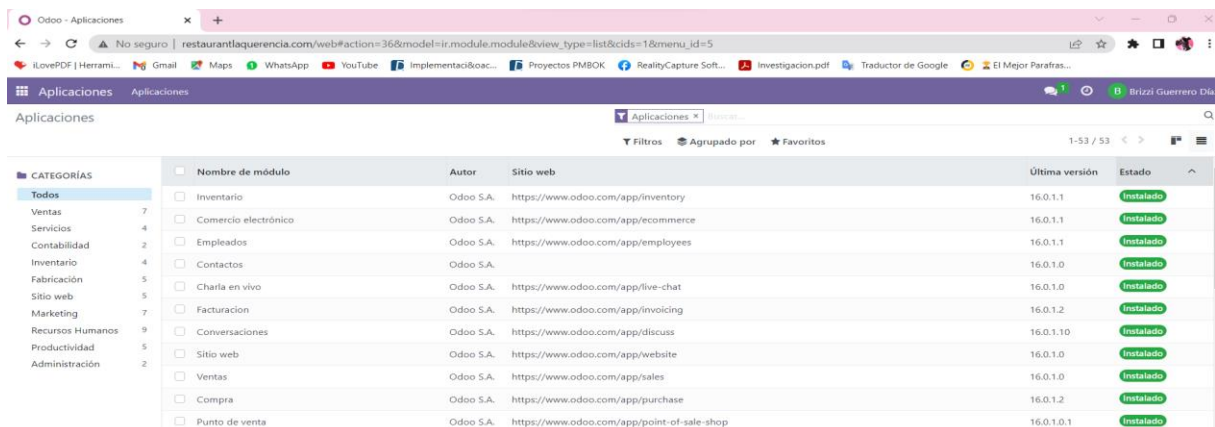 Odoo - Aplicaciones
No seguro | restaurantlaquerencia.com/web#action=36&model=ir.module.module&view_type=list&cids=1&menu_id=5
iLovePDF | Herrami... Gmail Maps WhatsApp YouTube Implementaci&oac... Proyectos PMBOK RealityCapture Soft... Investigacion.pdf Traductor de Google El Mejor Parafras...
Aplicaciones Aplicaciones 1 B Brizzi Guerrero Día
Aplicaciones Aplicaciones × Buscar...
Filtros Agrupado por Favoritos 1-53 / 53
CATEGORÍAS Nombre de módulo Autor Sitio web Última versión Estado
Todos
Ventas 7
Servicios 4
Contabilidad 2
Inventario 4
Fabricación 5
Sitio web 5
Marketing 7
Recursos Humanos 9
Productividad 5
Administración 2
Inventario Odoo S.A. https://www.odoo.com/app/inventory 16.0.1.1 Instalado
Comercio electrónico Odoo S.A. https://www.odoo.com/app/ecommerce 16.0.1.1 Instalado
Empleados Odoo S.A. https://www.odoo.com/app/employees 16.0.1.1 Instalado
Contactos Odoo S.A. 16.0.1.0 Instalado
Charla en vivo Odoo S.A. https://www.odoo.com/app/live-chat 16.0.1.0 Instalado
Facturacion Odoo S.A. https://www.odoo.com/app/invoicing 16.0.1.2 Instalado
Conversaciones Odoo S.A. https://www.odoo.com/app/discuss 16.0.1.10 Instalado
Sitio web Odoo S.A. https://www.odoo.com/app/website 16.0.1.0 Instalado
Ventas Odoo S.A. https://www.odoo.com/app/sales 16.0.1.0 Instalado
Compra Odoo S.A. https://www.odoo.com/app/purchase 16.0.1.2 Instalado
Punto de venta Odoo S.A. https://www.odoo.com/app/point-of-sale-shop 16.0.1.0.1 Instalado